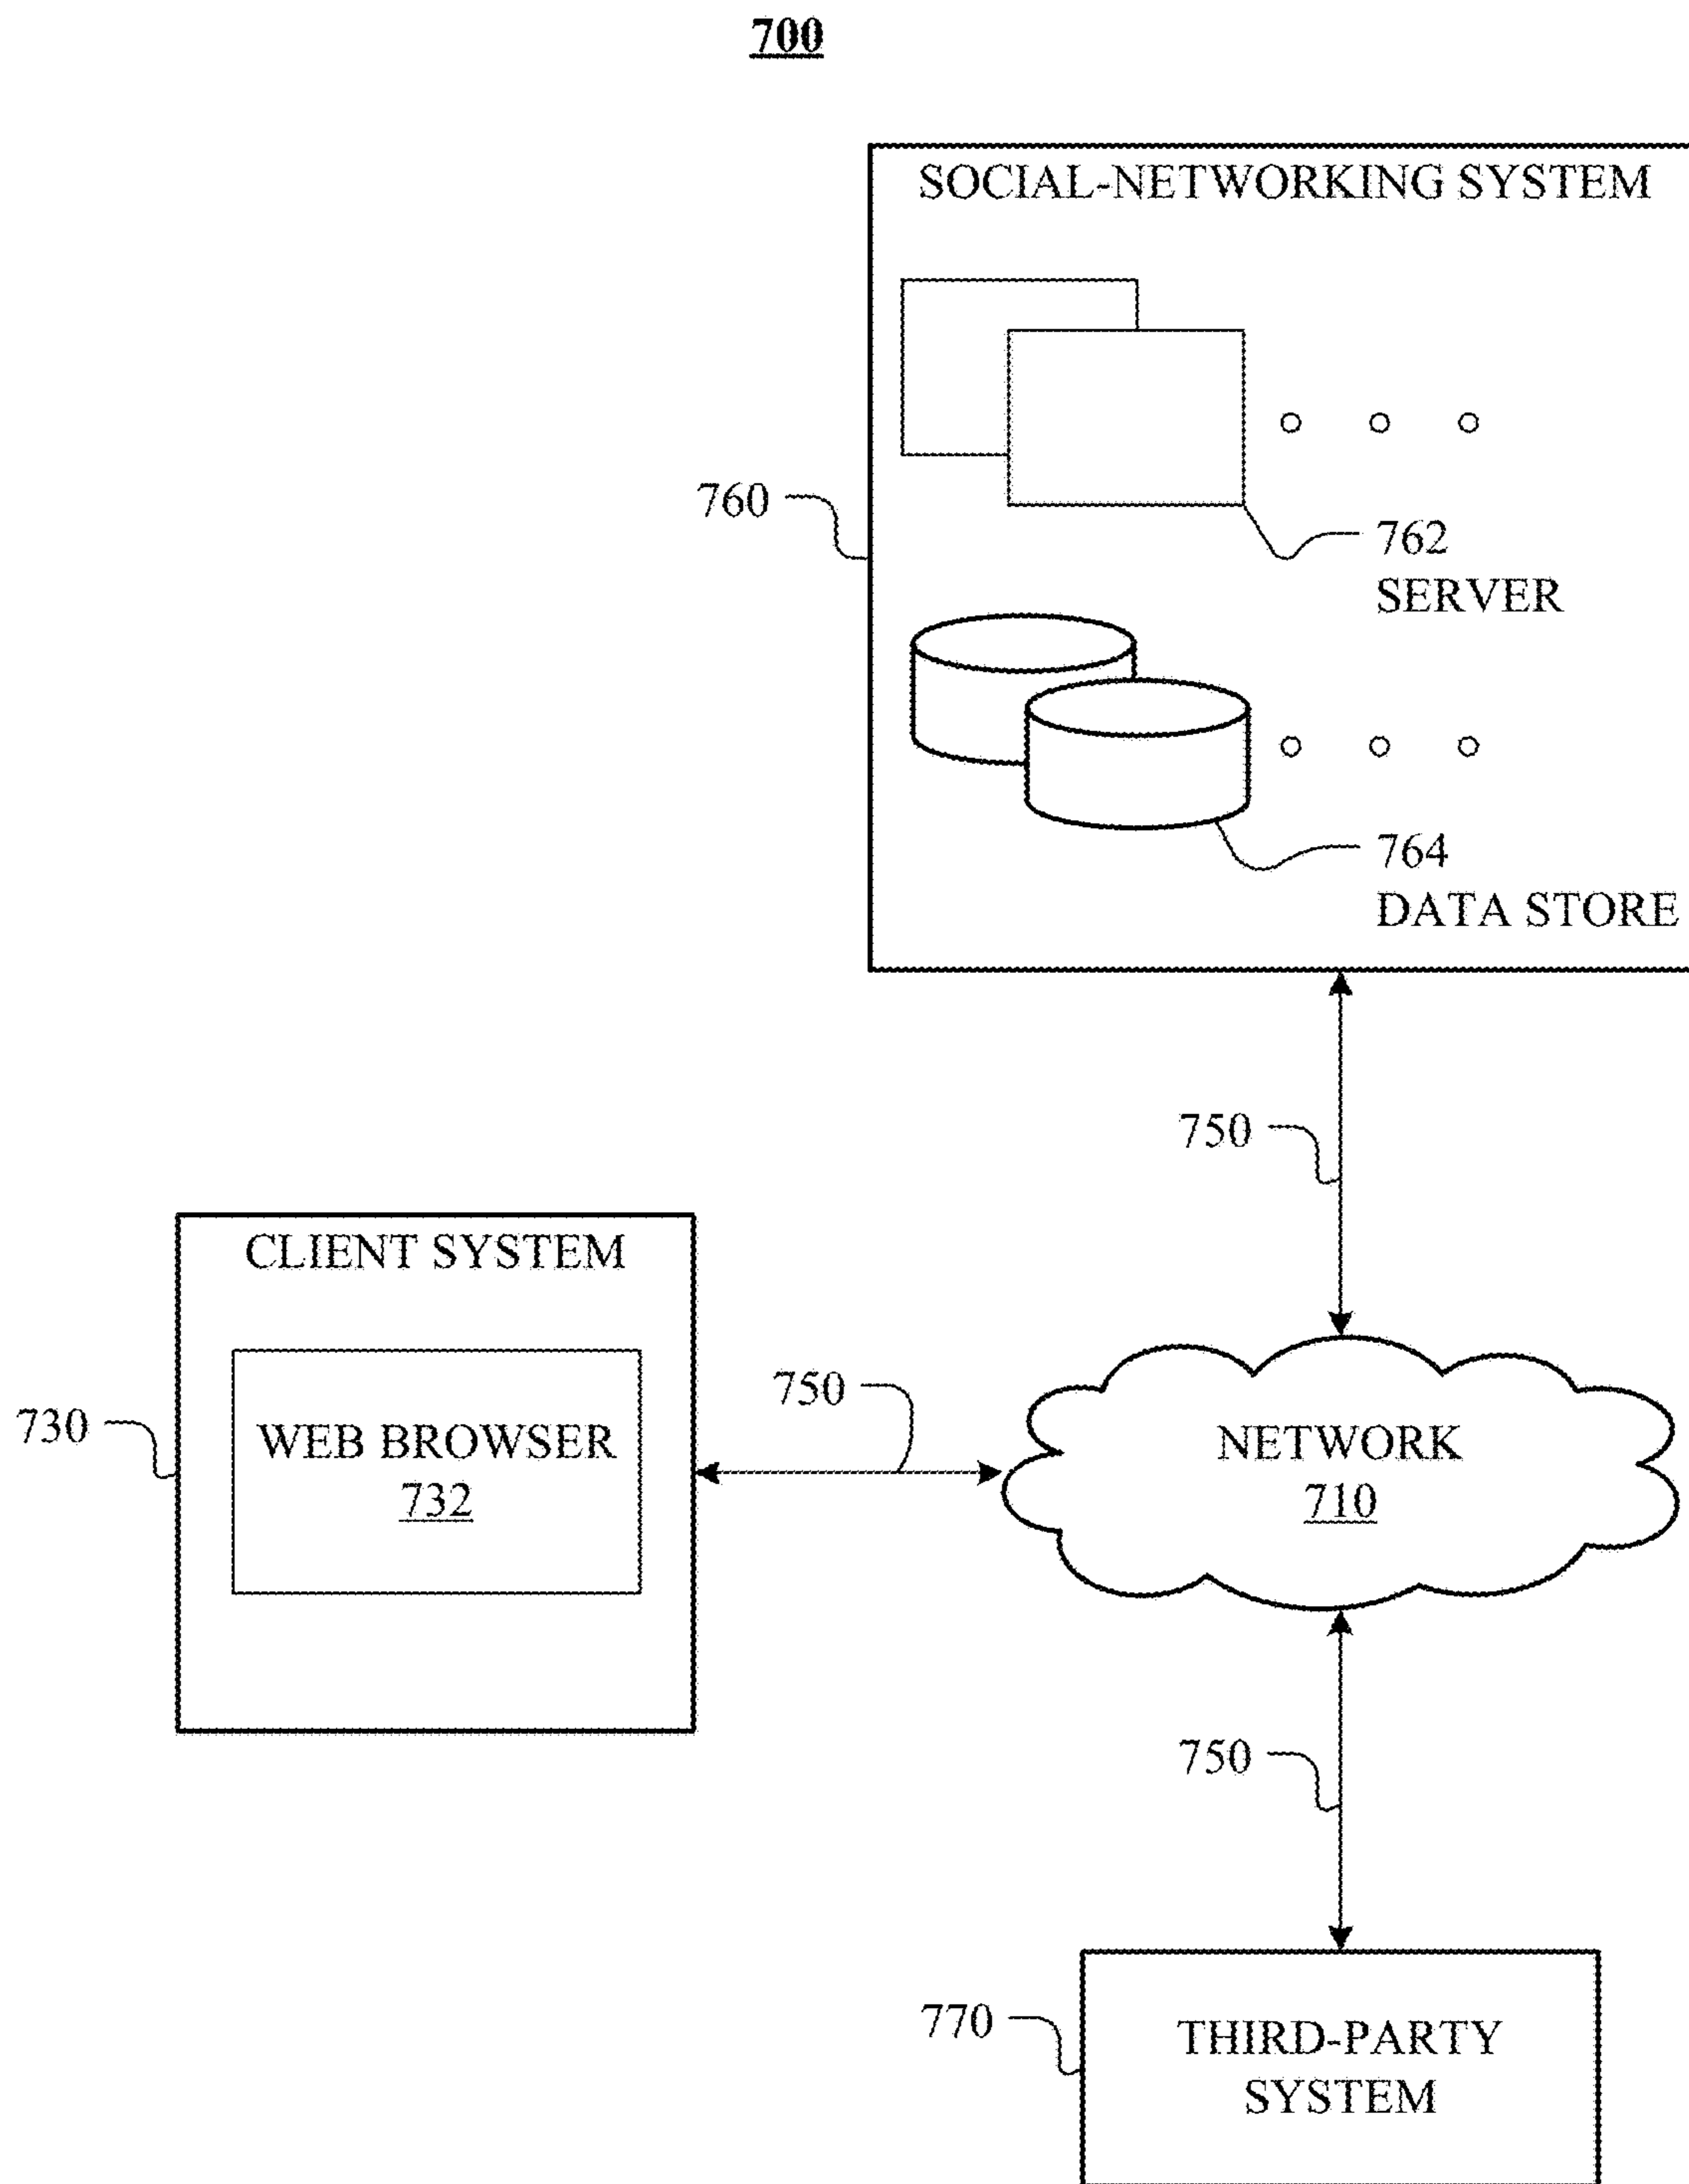 700
SOCIAL-NETWORKING SYSTEM
760
762
SERVER
764
DATA STORE
750
CLIENT SYSTEM
730
WEB BROWSER
732
750
NETWORK
710
750
770
THIRD-PARTY
SYSTEM